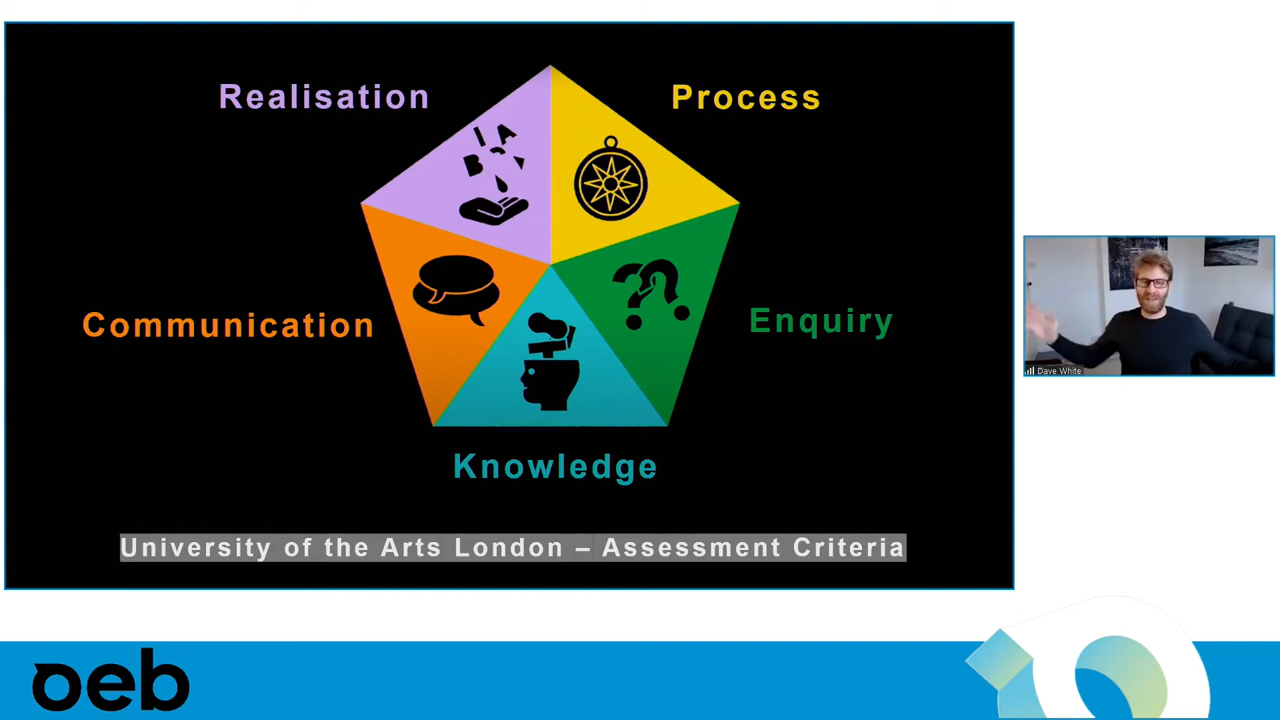 Realisation
Process
Communication
Enquiry
Knowledge
University of the Arts London – Assessment Criteria
Dave White
oeb